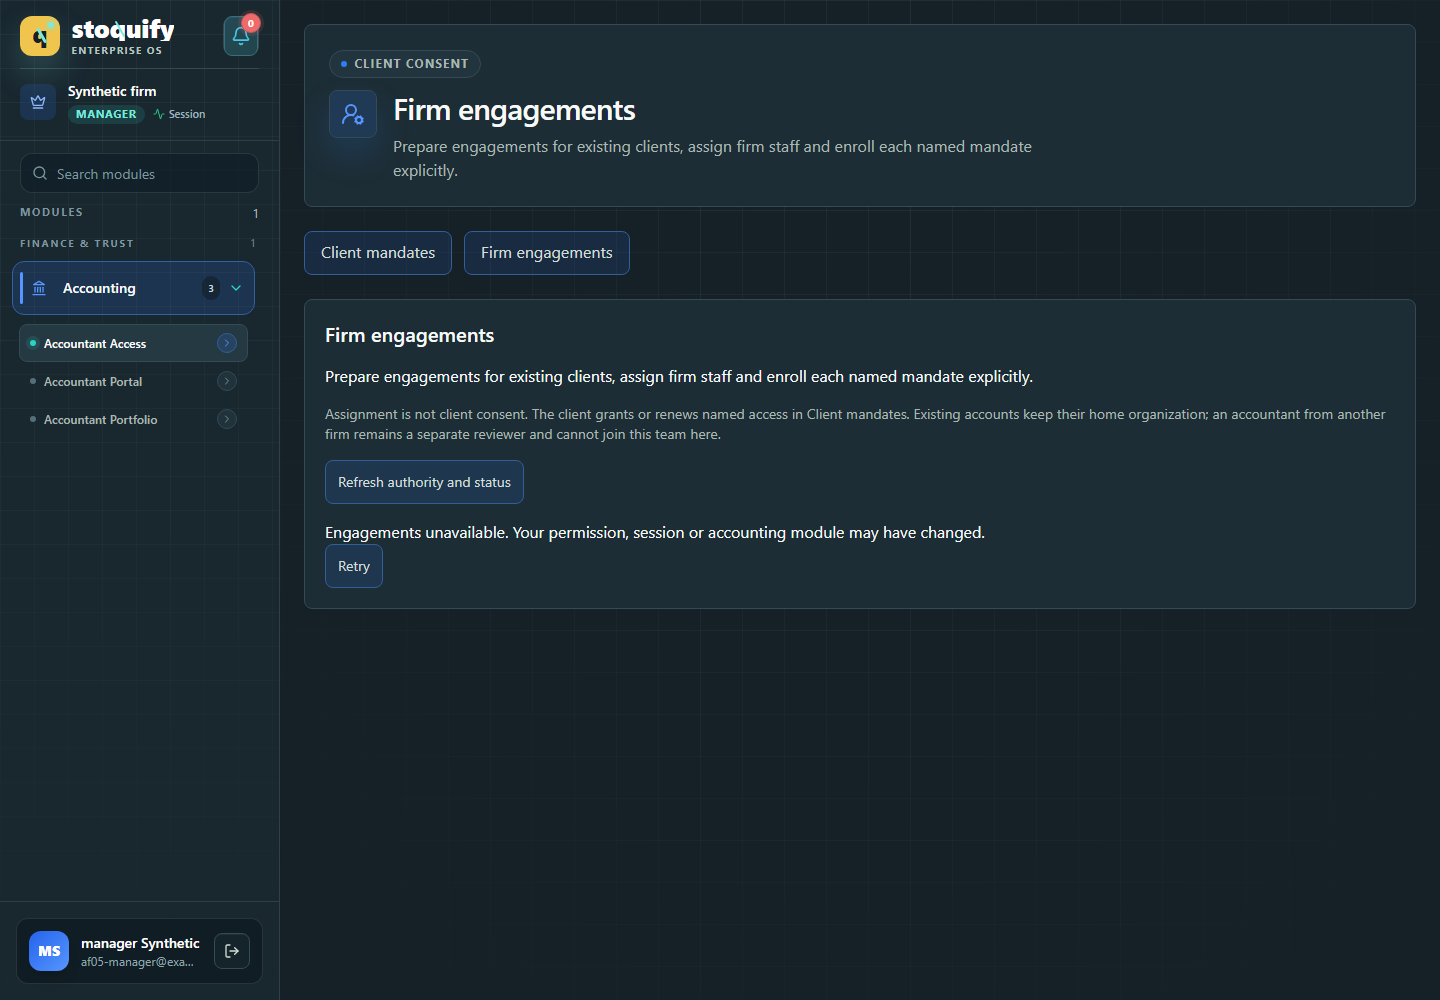 stoquify
ENTERPRISE OS
0
Synthetic firm
MANAGER
Session
Search modules
MODULES
1
FINANCE & TRUST
1
Accounting
3
Accountant Access
Accountant Portal
Accountant Portfolio
MS
manager Synthetic
af05-manager@exa...
CLIENT CONSENT
Firm engagements
Prepare engagements for existing clients, assign firm staff and enroll each named mandate
explicitly.
Client mandates
Firm engagements
Firm engagements
Prepare engagements for existing clients, assign firm staff and enroll each named mandate explicitly.
Assignment is not client consent. The client grants or renews named access in Client mandates. Existing accounts keep their home organization; an accountant from another
firm remains a separate reviewer and cannot join this team here.
Refresh authority and status
Engagements unavailable. Your permission, session or accounting module may have changed.
Retry